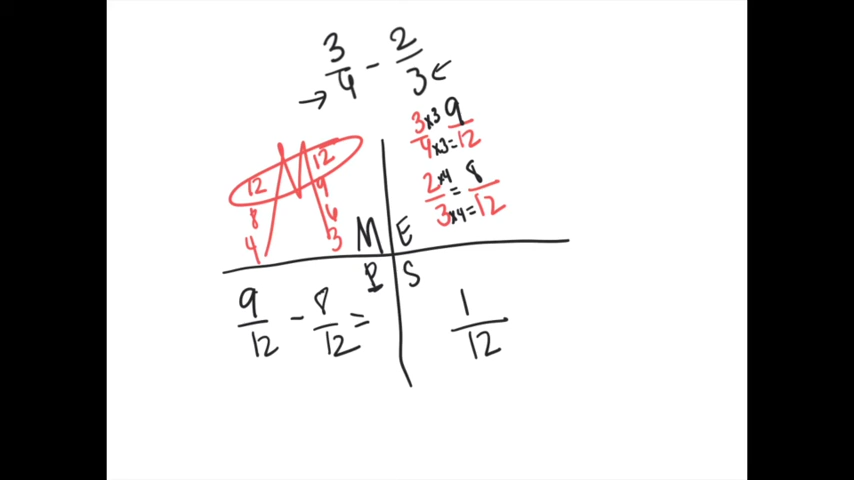 3/4 - 2/3
12 12
8 9
4 6
3
M
3/4 ×3 ×3 = 9/12
2/3 ×4 ×4 = 8/12
E
P
9/12 - 8/12 =
S
1/12